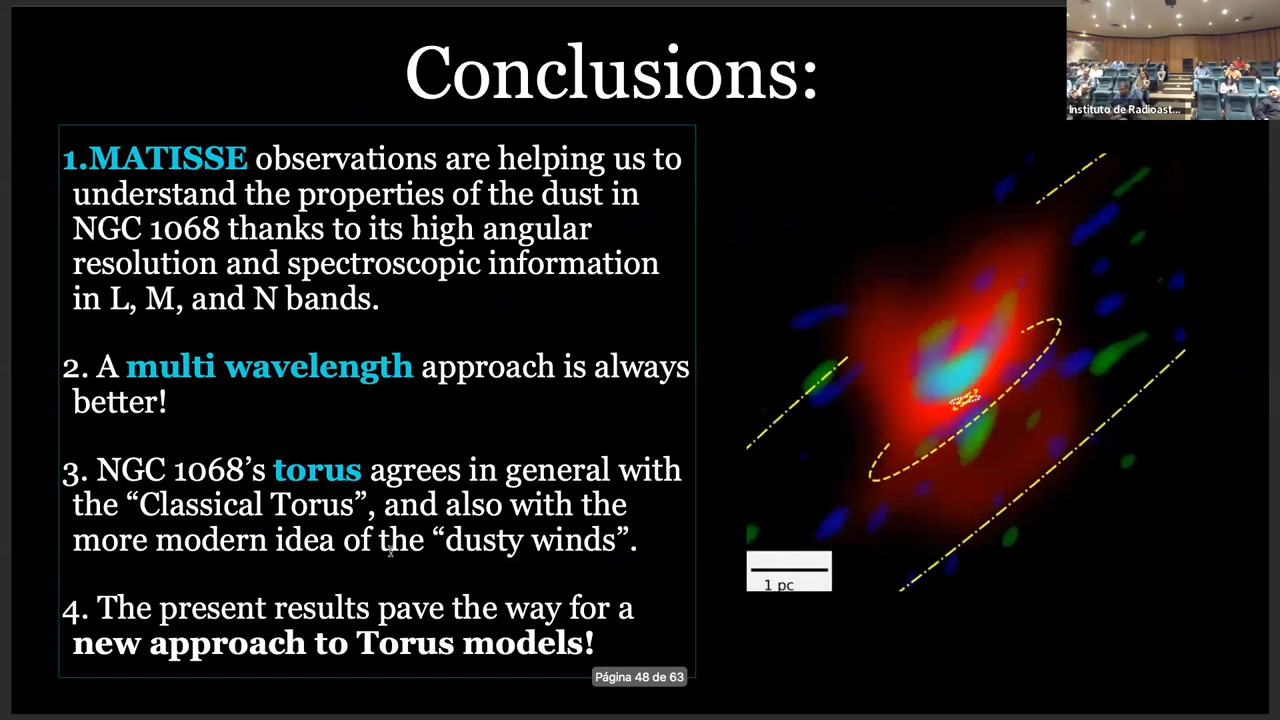 Conclusions:
Instituto de Radioast...
1.MATISSE observations are helping us to
understand the properties of the dust in
NGC 1068 thanks to its high angular
resolution and spectroscopic information
in L, M, and N bands.
2. A multi wavelength approach is always
better!
3. NGC 1068’s torus agrees in general with
the “Classical Torus”, and also with the
more modern idea of the “dusty winds”.
4. The present results pave the way for a
new approach to Torus models!
1 pc
Página 48 de 63